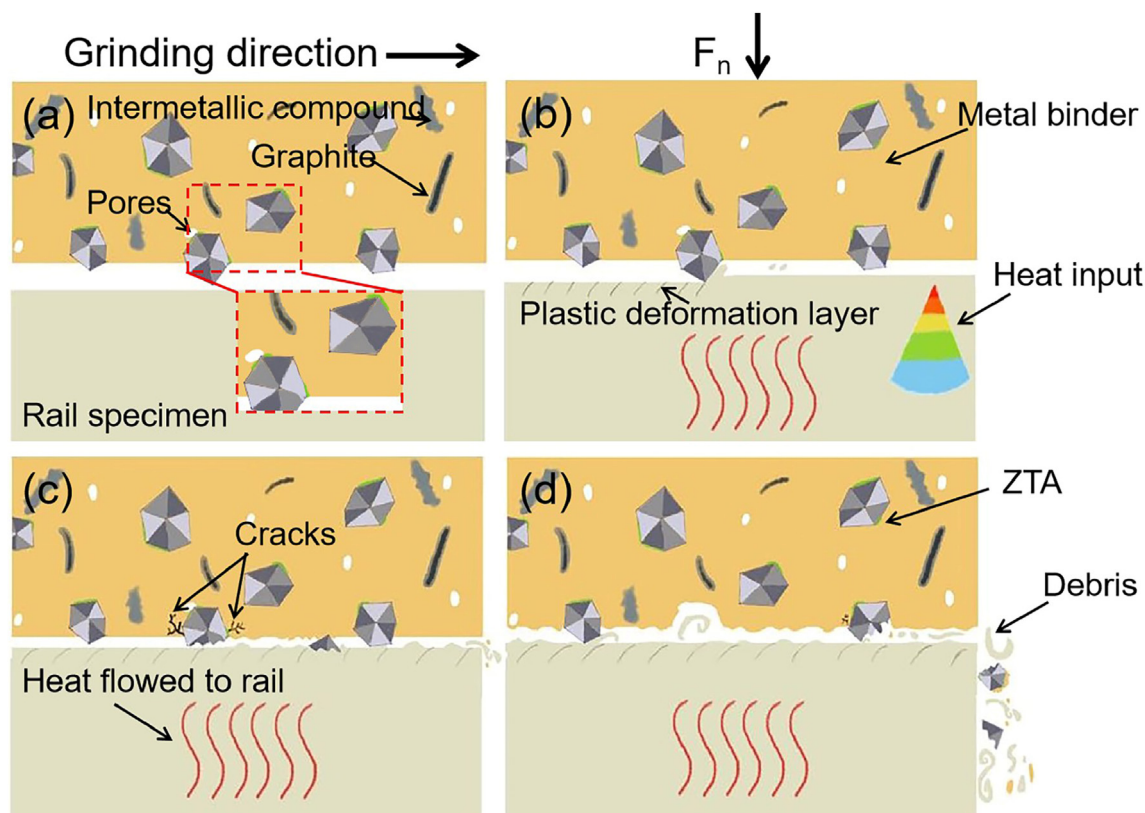 Grinding direction
Fn
(a)
Intermetallic compound
Graphite
Pores
Rail specimen
(b)
Metal binder
Heat input
Plastic deformation layer
(c)
Cracks
Heat flowed to rail
(d)
ZTA
Debris